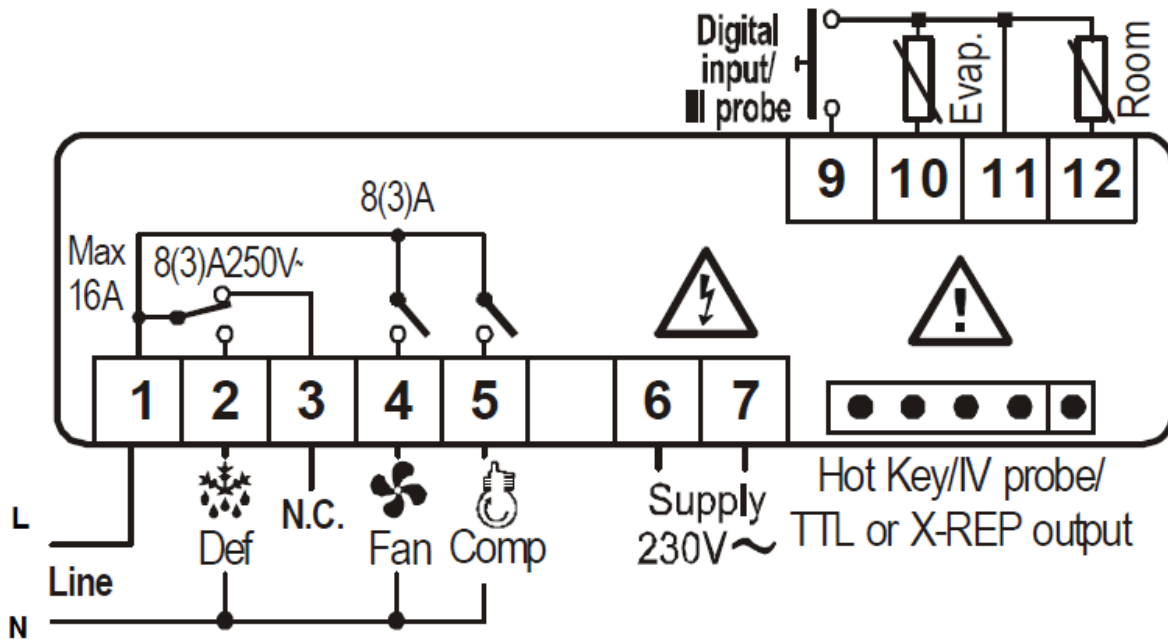 Digital
input/
III probe
Evap.
Room
9 10 11 12
8(3)A
Max
16A
8(3)A250V~
1 2 3 4 5 6 7
L
Def
N.C.
Fan
Comp
Supply
230V~
Hot Key/IV probe/
TTL or X-REP output
Line
N